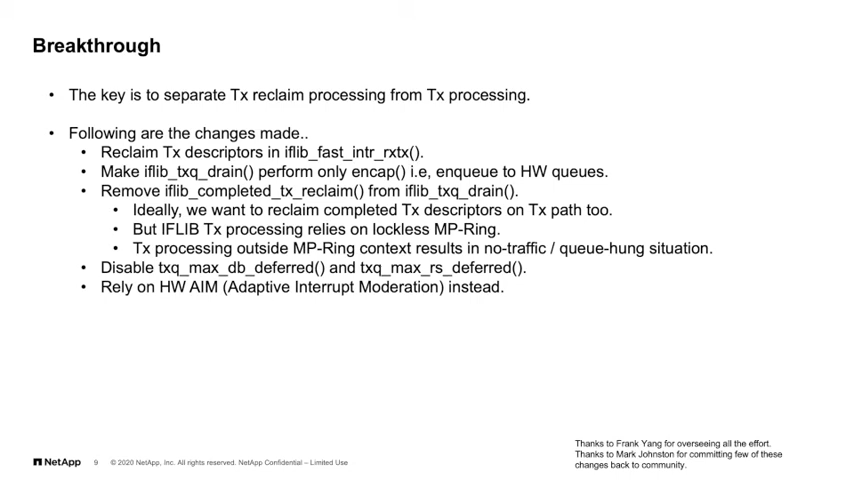 Breakthrough
• The key is to separate Tx reclaim processing from Tx processing.
• Following are the changes made..
• Reclaim Tx descriptors in iflib_fast_intr_rxtx().
• Make iflib_txq_drain() perform only encap() i.e, enqueue to HW queues.
• Remove iflib_completed_tx_reclaim() from iflib_txq_drain().
• Ideally, we want to reclaim completed Tx descriptors on Tx path too.
• But IFLIB Tx processing relies on lockless MP-Ring.
• Tx processing outside MP-Ring context results in no-traffic / queue-hung situation.
• Disable txq_max_db_deferred() and txq_max_rs_deferred().
• Rely on HW AIM (Adaptive Interrupt Moderation) instead.
Thanks to Frank Yang for overseeing all the effort.
Thanks to Mark Johnston for committing few of these
changes back to community.
NetApp 9 © 2020 NetApp, Inc. All rights reserved. NetApp Confidential – Limited Use